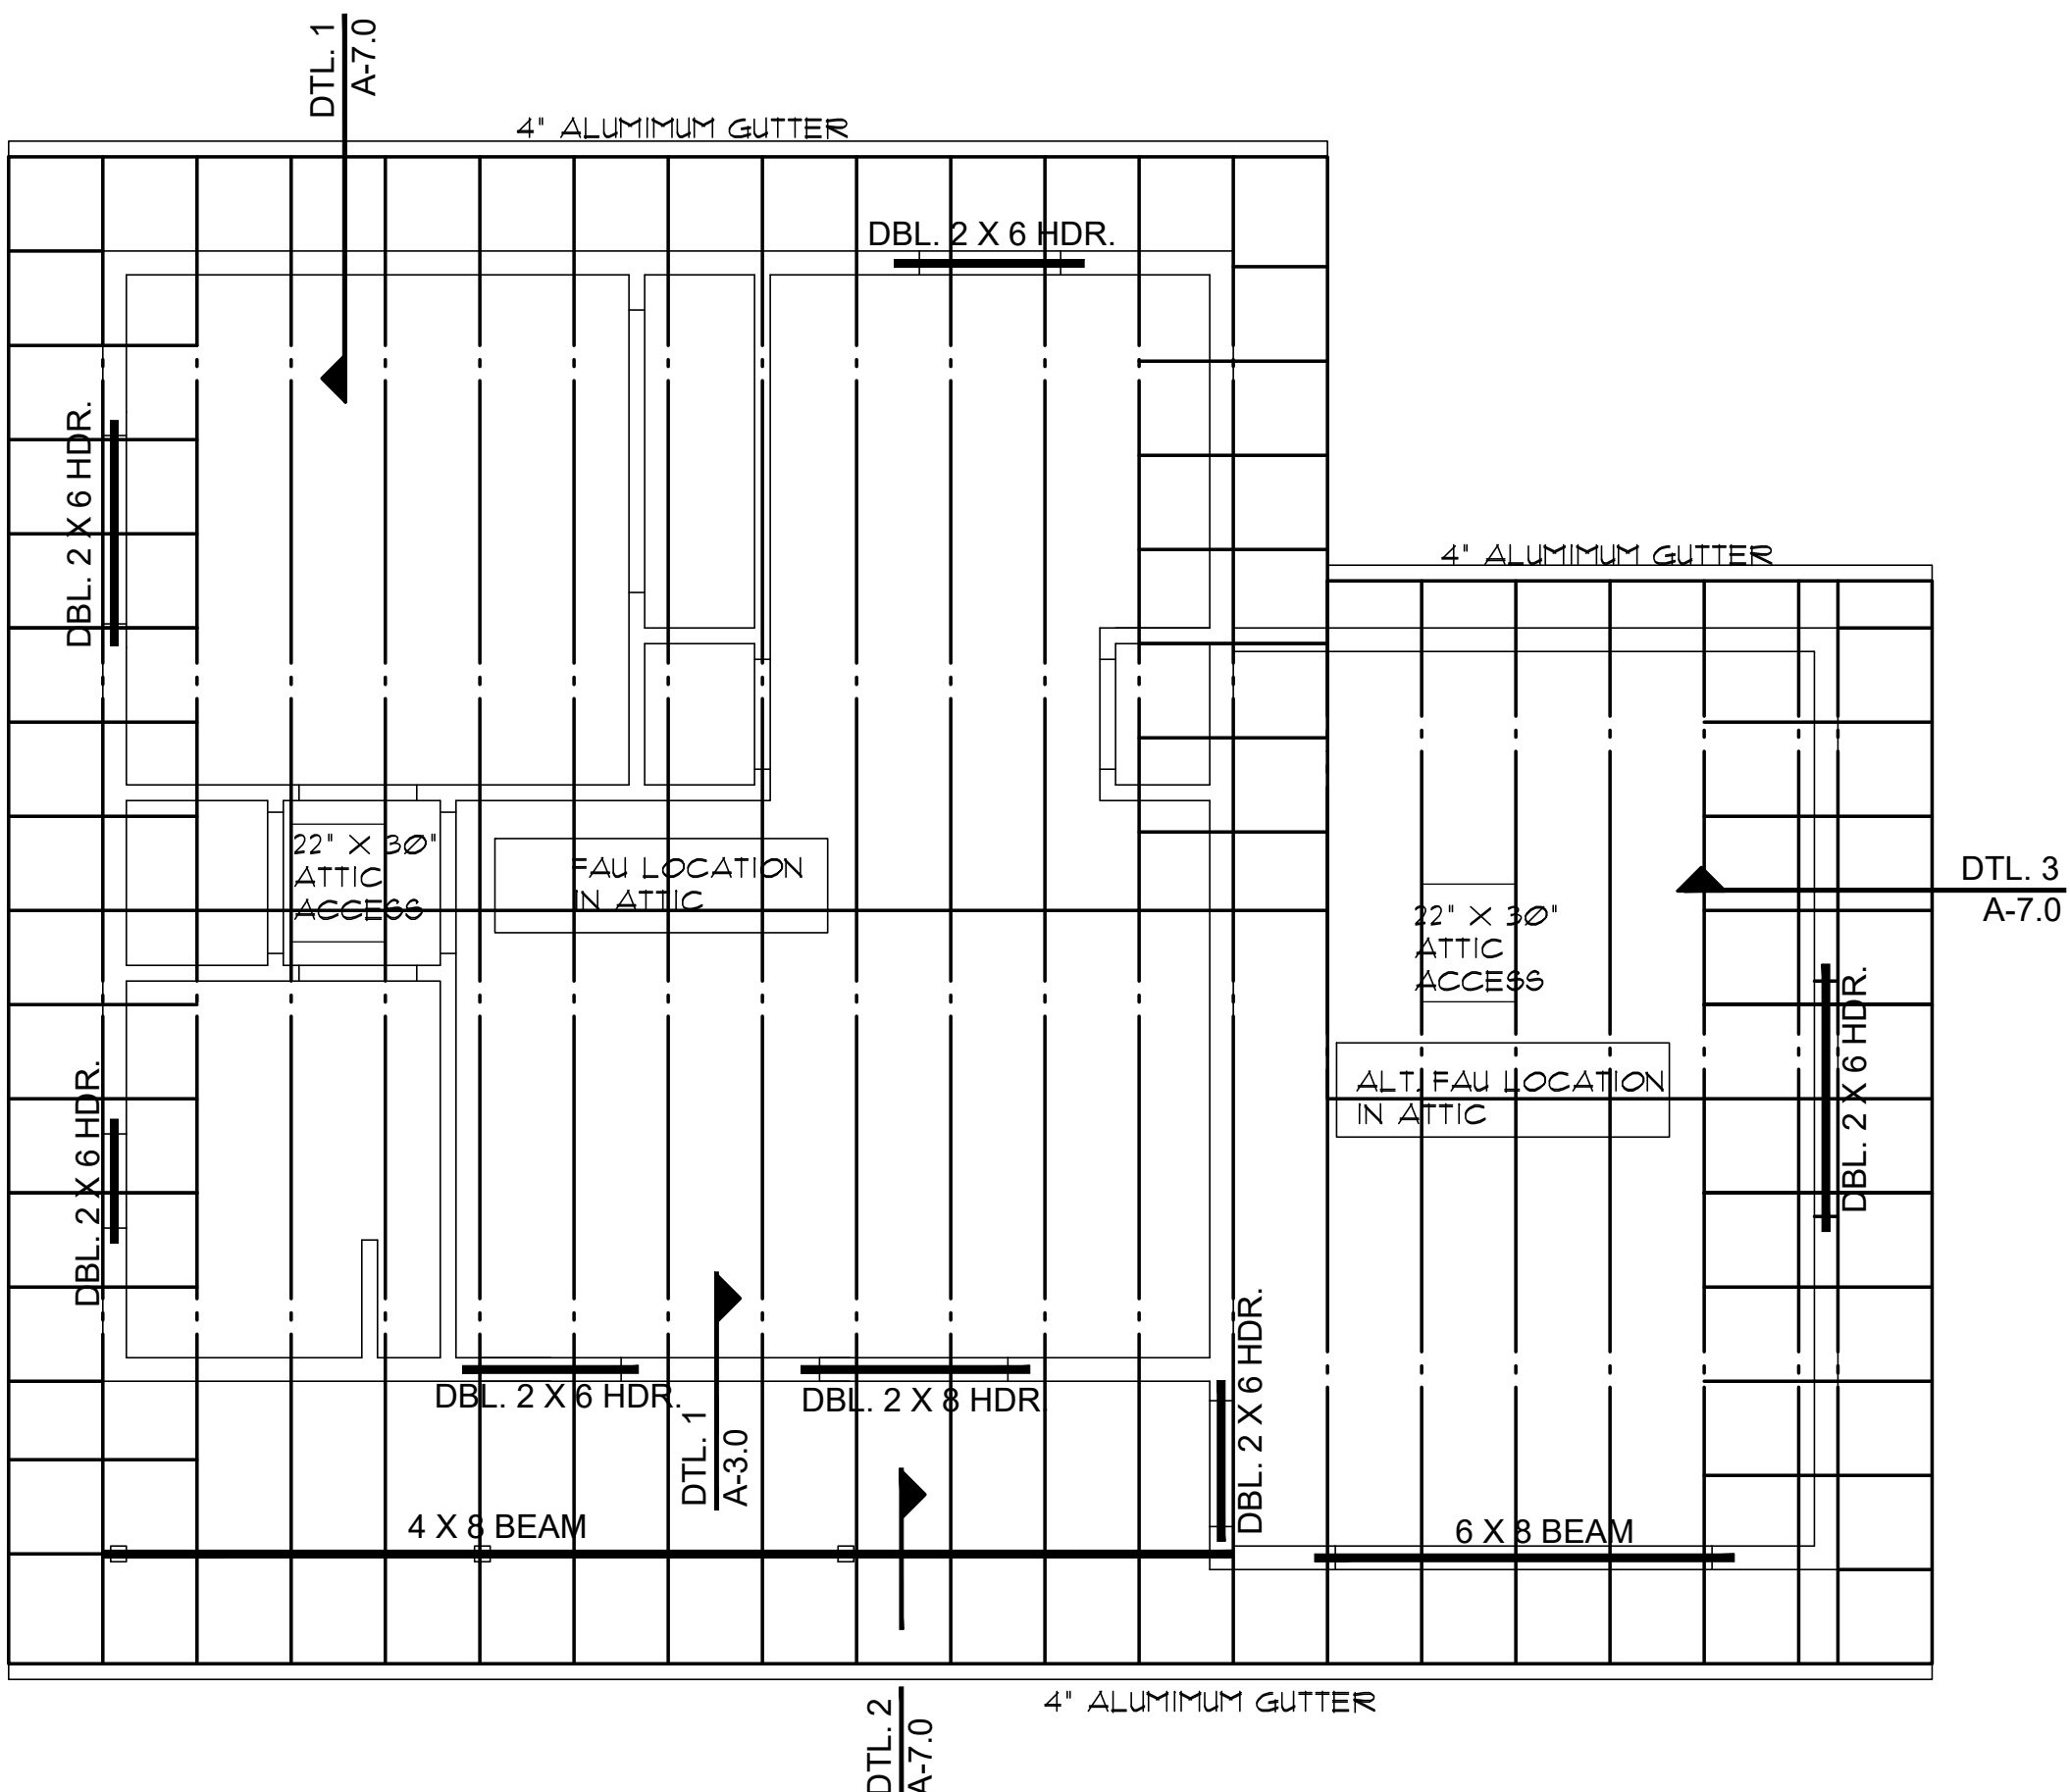 DTL. 1
A-7.0
4" ALUMIMUM GUTTER
DBL. 2 X 6 HDR.
DBL. 2 X 6 HDR.
4" ALUMIMUM GUTTER
22" X 30"
ATTIC
ACCESS
FAU LOCATION
IN ATTIC
DTL. 3
A-7.0
22" X 30"
ATTIC
ACCESS
DBL. 2 X 6 HDR.
ALT. FAU LOCATION
IN ATTIC
DBL. 2 X 6 HDR.
DBL. 2 X 6 HDR.
DBL. 2 X 6 HDR.
DBL. 2 X 8 HDR.
DTL. 1
A-3.0
4 X 8 BEAM
6 X 8 BEAM
4" ALUMIMUM GUTTER
DTL. 2
A-7.0